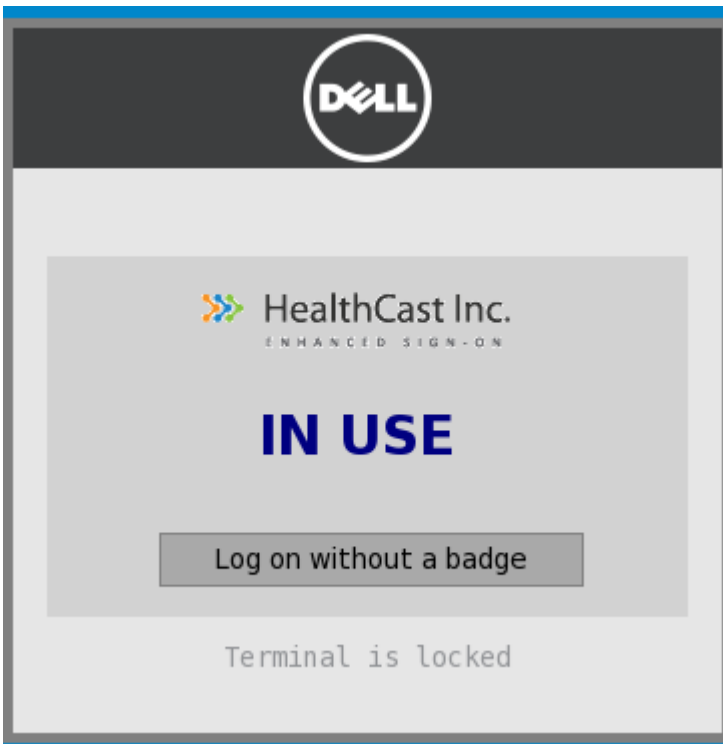 DELL
HealthCast Inc.
ENHANCED SIGN-ON
IN USE
Log on without a badge
Terminal is locked